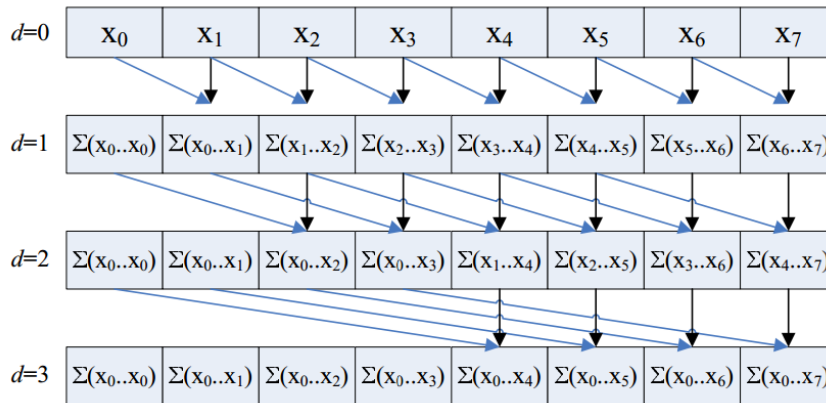 d=0 x₀ x₁ x₂ x₃ x₄ x₅ x₆ x₇
d=1 Σ(x₀..x₀) Σ(x₀..x₁) Σ(x₁..x₂) Σ(x₂..x₃) Σ(x₃..x₄) Σ(x₄..x₅) Σ(x₅..x₆) Σ(x₆..x₇)
d=2 Σ(x₀..x₀) Σ(x₀..x₁) Σ(x₀..x₂) Σ(x₀..x₃) Σ(x₁..x₄) Σ(x₂..x₅) Σ(x₃..x₆) Σ(x₄..x₇)
d=3 Σ(x₀..x₀) Σ(x₀..x₁) Σ(x₀..x₂) Σ(x₀..x₃) Σ(x₀..x₄) Σ(x₀..x₅) Σ(x₀..x₆) Σ(x₀..x₇)